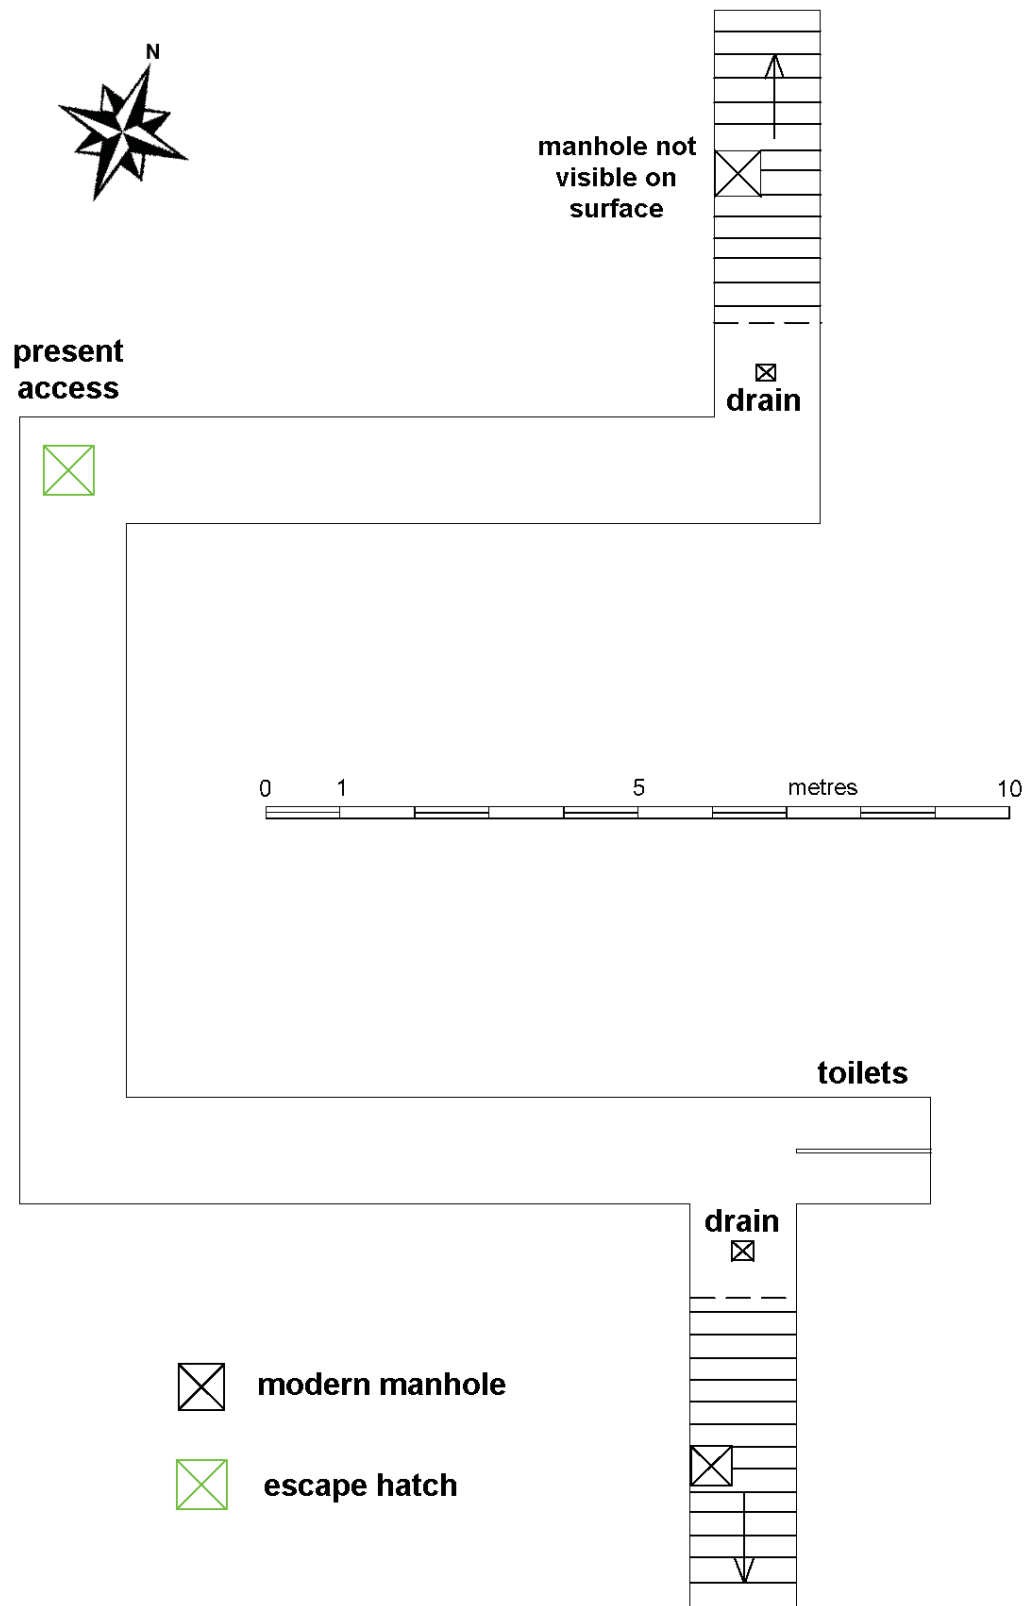 N
manhole not
visible on
surface
present
access
drain
0 1 5 metres 10
toilets
drain
modern manhole
escape hatch